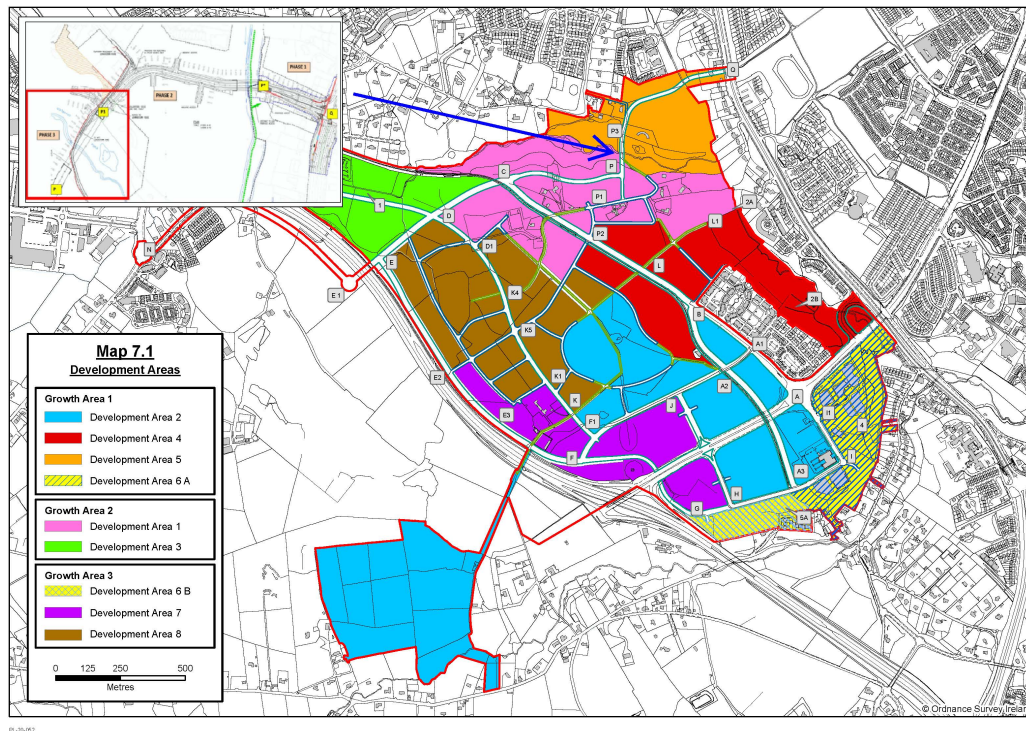 PHASE 1
PHASE 2
P*
P3
Q
PHASE 3
P
Q
P3
P
C
P1
2A
1
D
L1
P2
N
D1
E
L
K4
E 1
2B
B
K5
A1
Map 7.1
Development Areas
E2
K1
A2
K
J
A
Growth Area 1
Development Area 2
Development Area 4
Development Area 5
Development Area 6 A
E3
F1
I1
4
F
I
A3
H
G
5A
Growth Area 2
Development Area 1
Development Area 3
Growth Area 3
Development Area 6 B
Development Area 7
Development Area 8
0 125 250 500
Metres
© Ordnance Survey Irelan